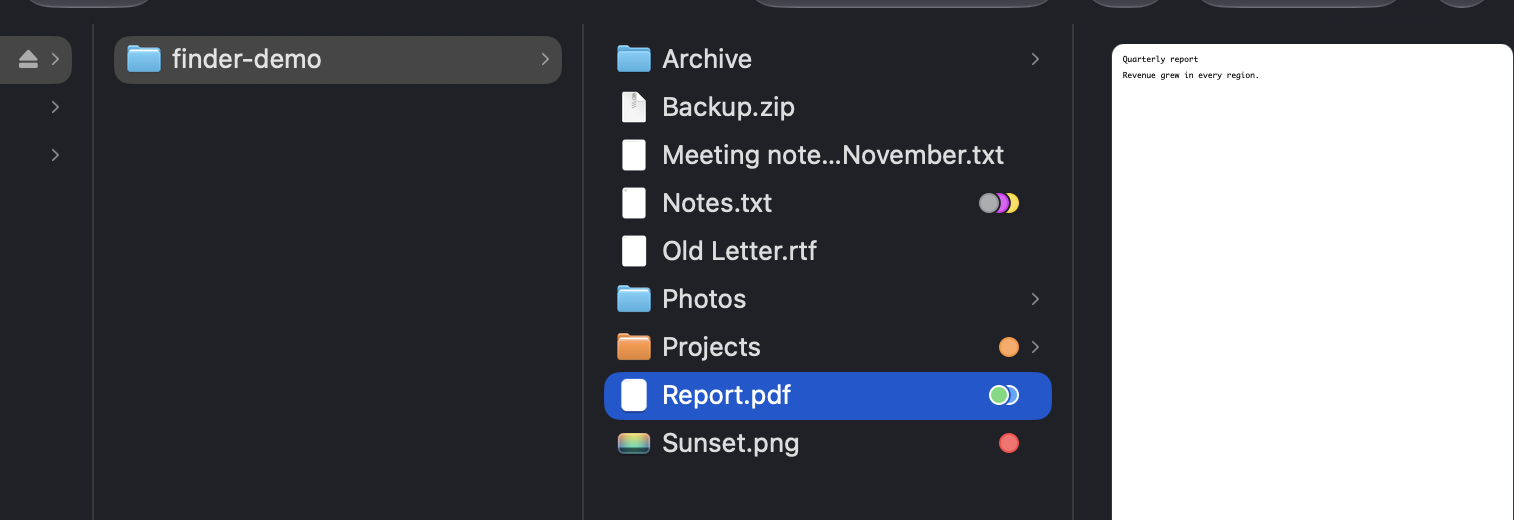 finder-demo
Archive
Backup.zip
Meeting note...November.txt
Notes.txt
Old Letter.rtf
Photos
Projects
Report.pdf
Sunset.png
Quarterly report
Revenue grew in every region.